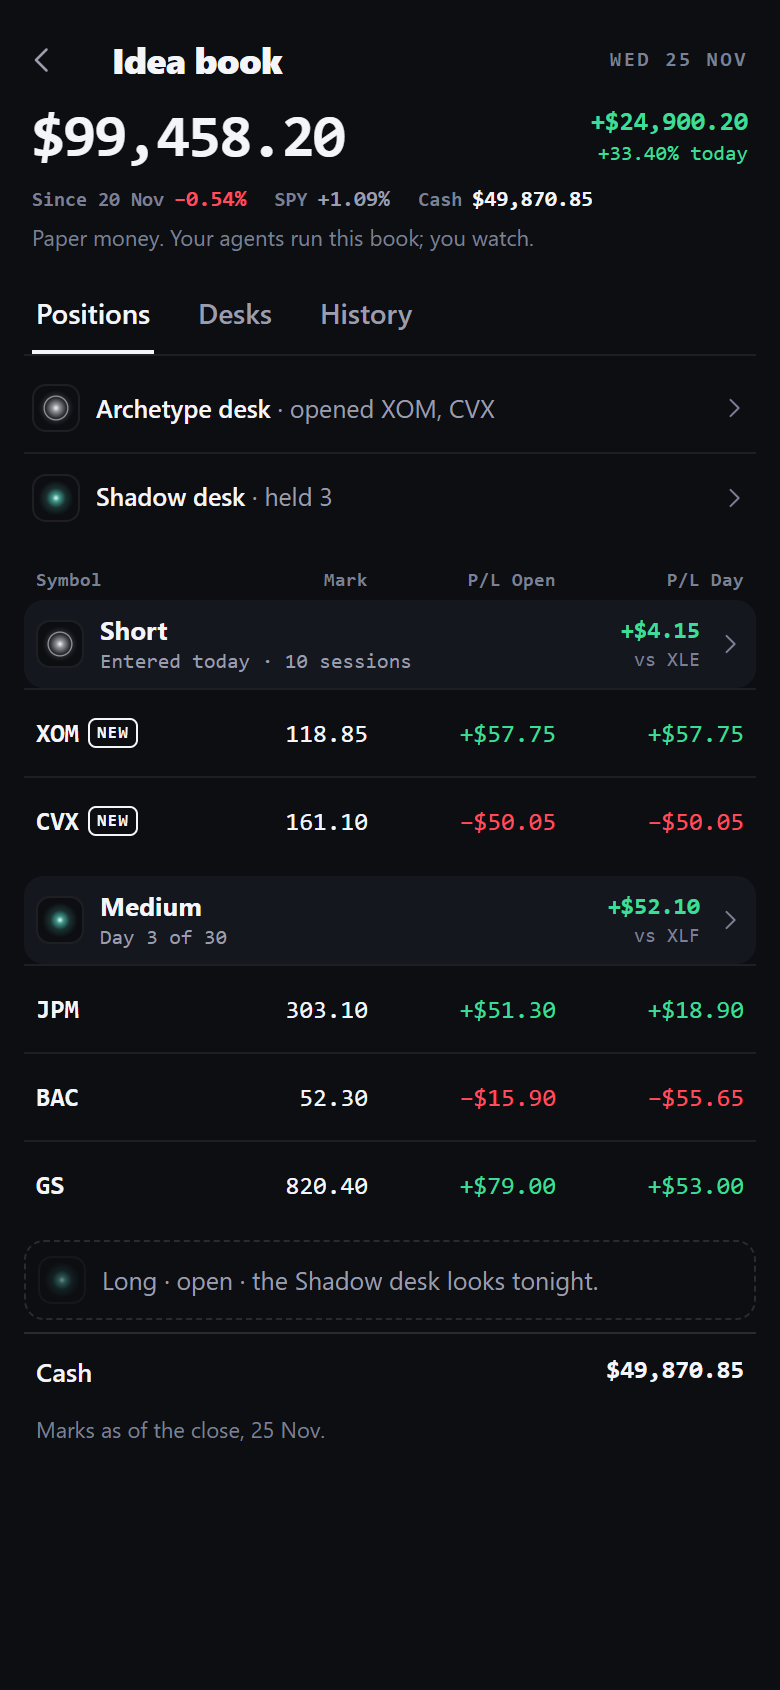 Idea book
WED 25 NOV
$99,458.20
+$24,900.20
+33.40% today
Since 20 Nov −0.54% SPY +1.09% Cash $49,870.85
Paper money. Your agents run this book; you watch.
Positions Desks History
Archetype desk · opened XOM, CVX
Shadow desk · held 3
Symbol Mark P/L Open P/L Day
Short +$4.15
Entered today · 10 sessions vs XLE
XOM NEW 118.85 +$57.75 +$57.75
CVX NEW 161.10 −$50.05 −$50.05
Medium +$52.10
Day 3 of 30 vs XLF
JPM 303.10 +$51.30 +$18.90
BAC 52.30 −$15.90 −$55.65
GS 820.40 +$79.00 +$53.00
Long · open · the Shadow desk looks tonight.
Cash $49,870.85
Marks as of the close, 25 Nov.